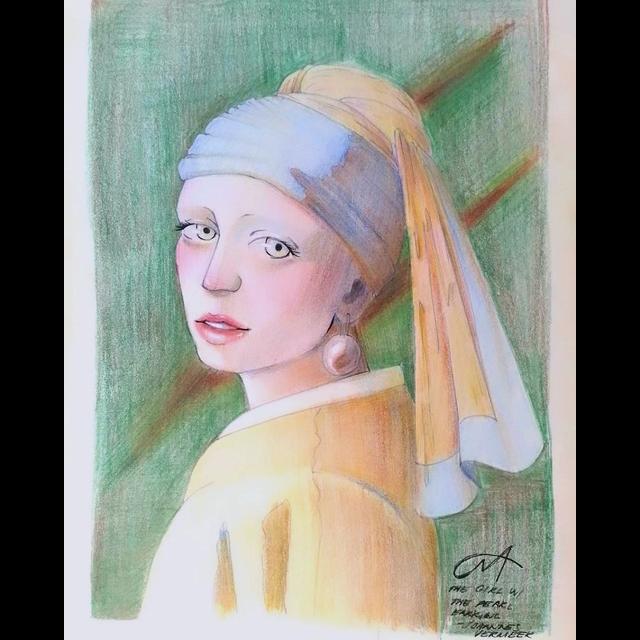 THE GIRL W/
THE PEARL
EARRING
- JOHANNES
VERMEER